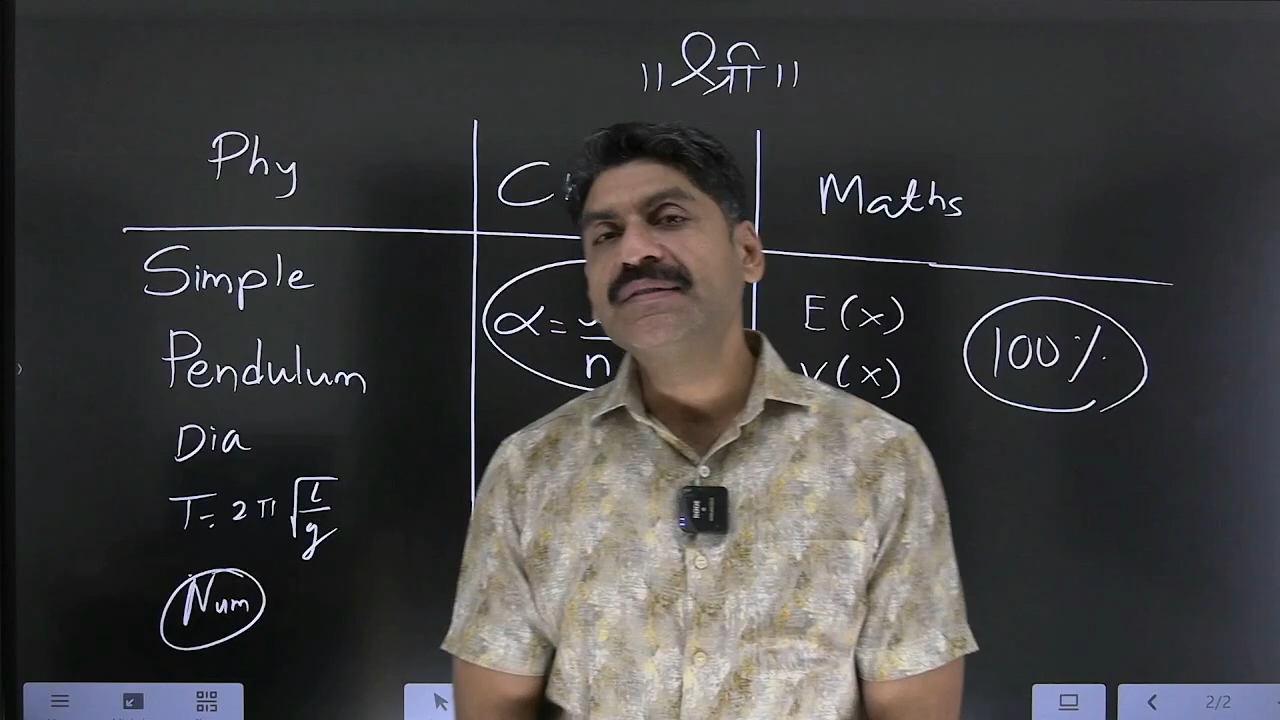 ॥ श्री ॥
Phy
Maths
Simple
Pendulum
Dia
T = 2π √l/g
Num
α =
n
E(x)
V(x)
100%
2/2